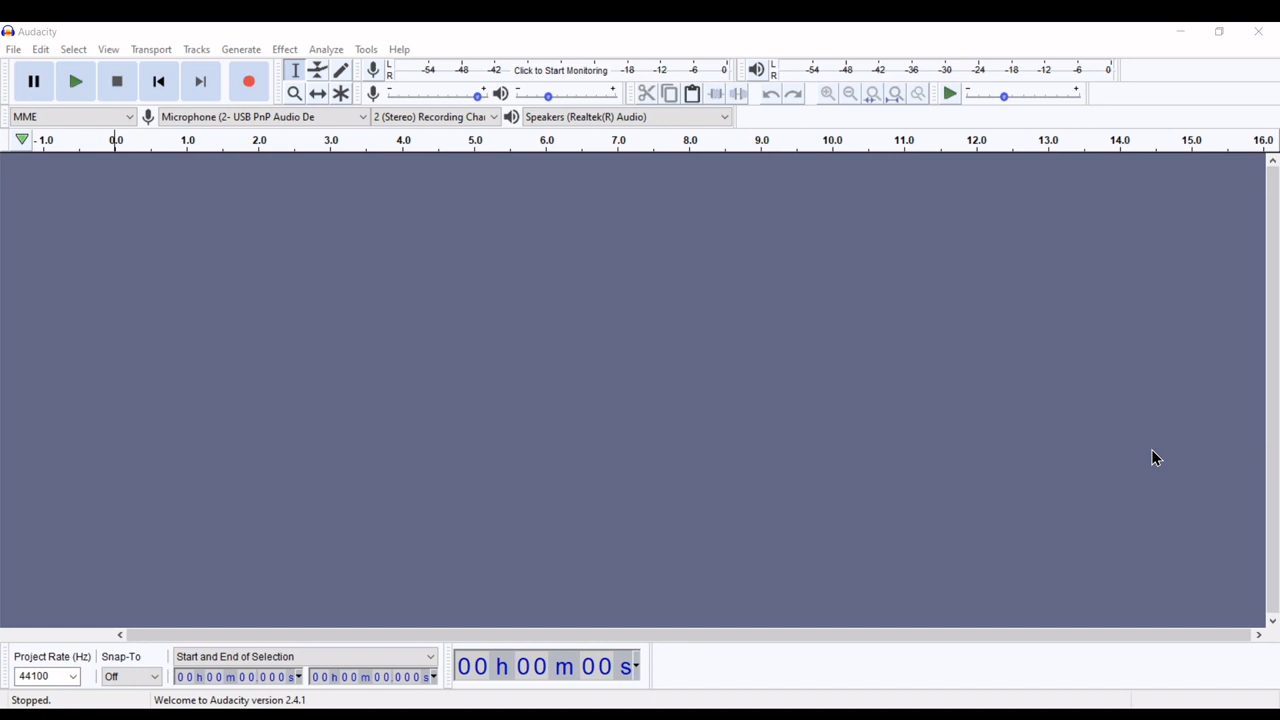 Audacity
File Edit Select View Transport Tracks Generate Effect Analyze Tools Help
L R -54 -48 -42 Click to Start Monitoring -18 -12 -6 0
L R -54 -48 -42 -36 -30 -24 -18 -12 -6 0
- + - + - +
MME Microphone (2- USB PnP Audio De 2 (Stereo) Recording Chai Speakers (Realtek(R) Audio)
-1.0 0.0 1.0 2.0 3.0 4.0 5.0 6.0 7.0 8.0 9.0 10.0 11.0 12.0 13.0 14.0 15.0 16.0
Project Rate (Hz) Snap-To Start and End of Selection
44100 Off 00 h 00 m 00.000 s 00 h 00 m 00.000 s 00 h 00 m 00 s
Stopped. Welcome to Audacity version 2.4.1